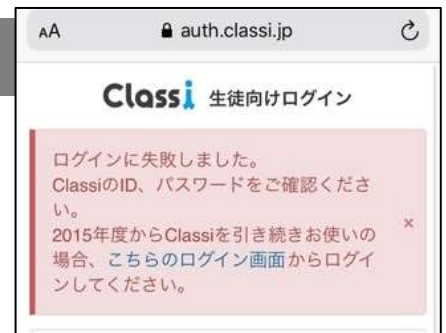 AA auth.classi.jp
Classi 生徒向けログイン
ログインに失敗しました。
ClassiのID、パスワードをご確認くださ
い。
2015年度からClassiを引き続きお使いの
場合、こちらのログイン画面からログイ
ンしてください。
×